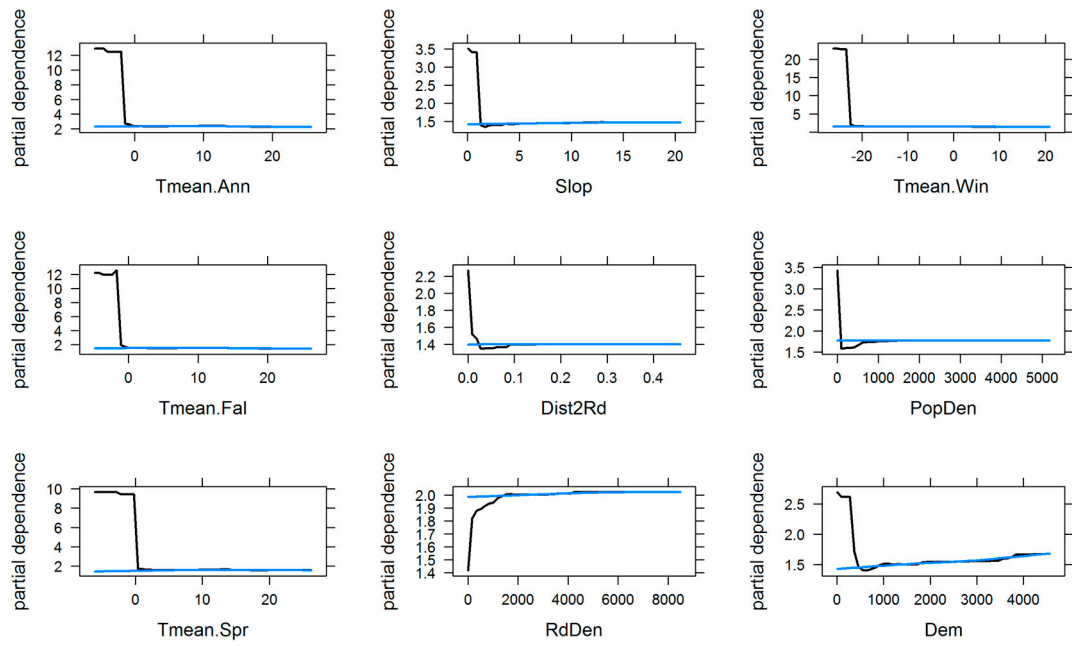 partial dependence
12
10
8
6
4
2
0 10 20
Tmean.Ann
partial dependence
3.5
3.0
2.5
2.0
1.5
0 5 10 15 20
Slop
partial dependence
20
15
10
5
-20 -10 0 10 20
Tmean.Win
partial dependence
12
10
8
6
4
2
0 10 20
Tmean.Fal
partial dependence
2.2
2.0
1.8
1.6
1.4
0.0 0.1 0.2 0.3 0.4
Dist2Rd
partial dependence
3.5
3.0
2.5
2.0
1.5
0 1000 2000 3000 4000 5000
PopDen
partial dependence
10
8
6
4
2
0 10 20
Tmean.Spr
partial dependence
2.0
1.9
1.8
1.7
1.6
1.5
1.4
0 2000 4000 6000 8000
RdDen
partial dependence
2.5
2.0
1.5
0 1000 2000 3000 4000
Dem